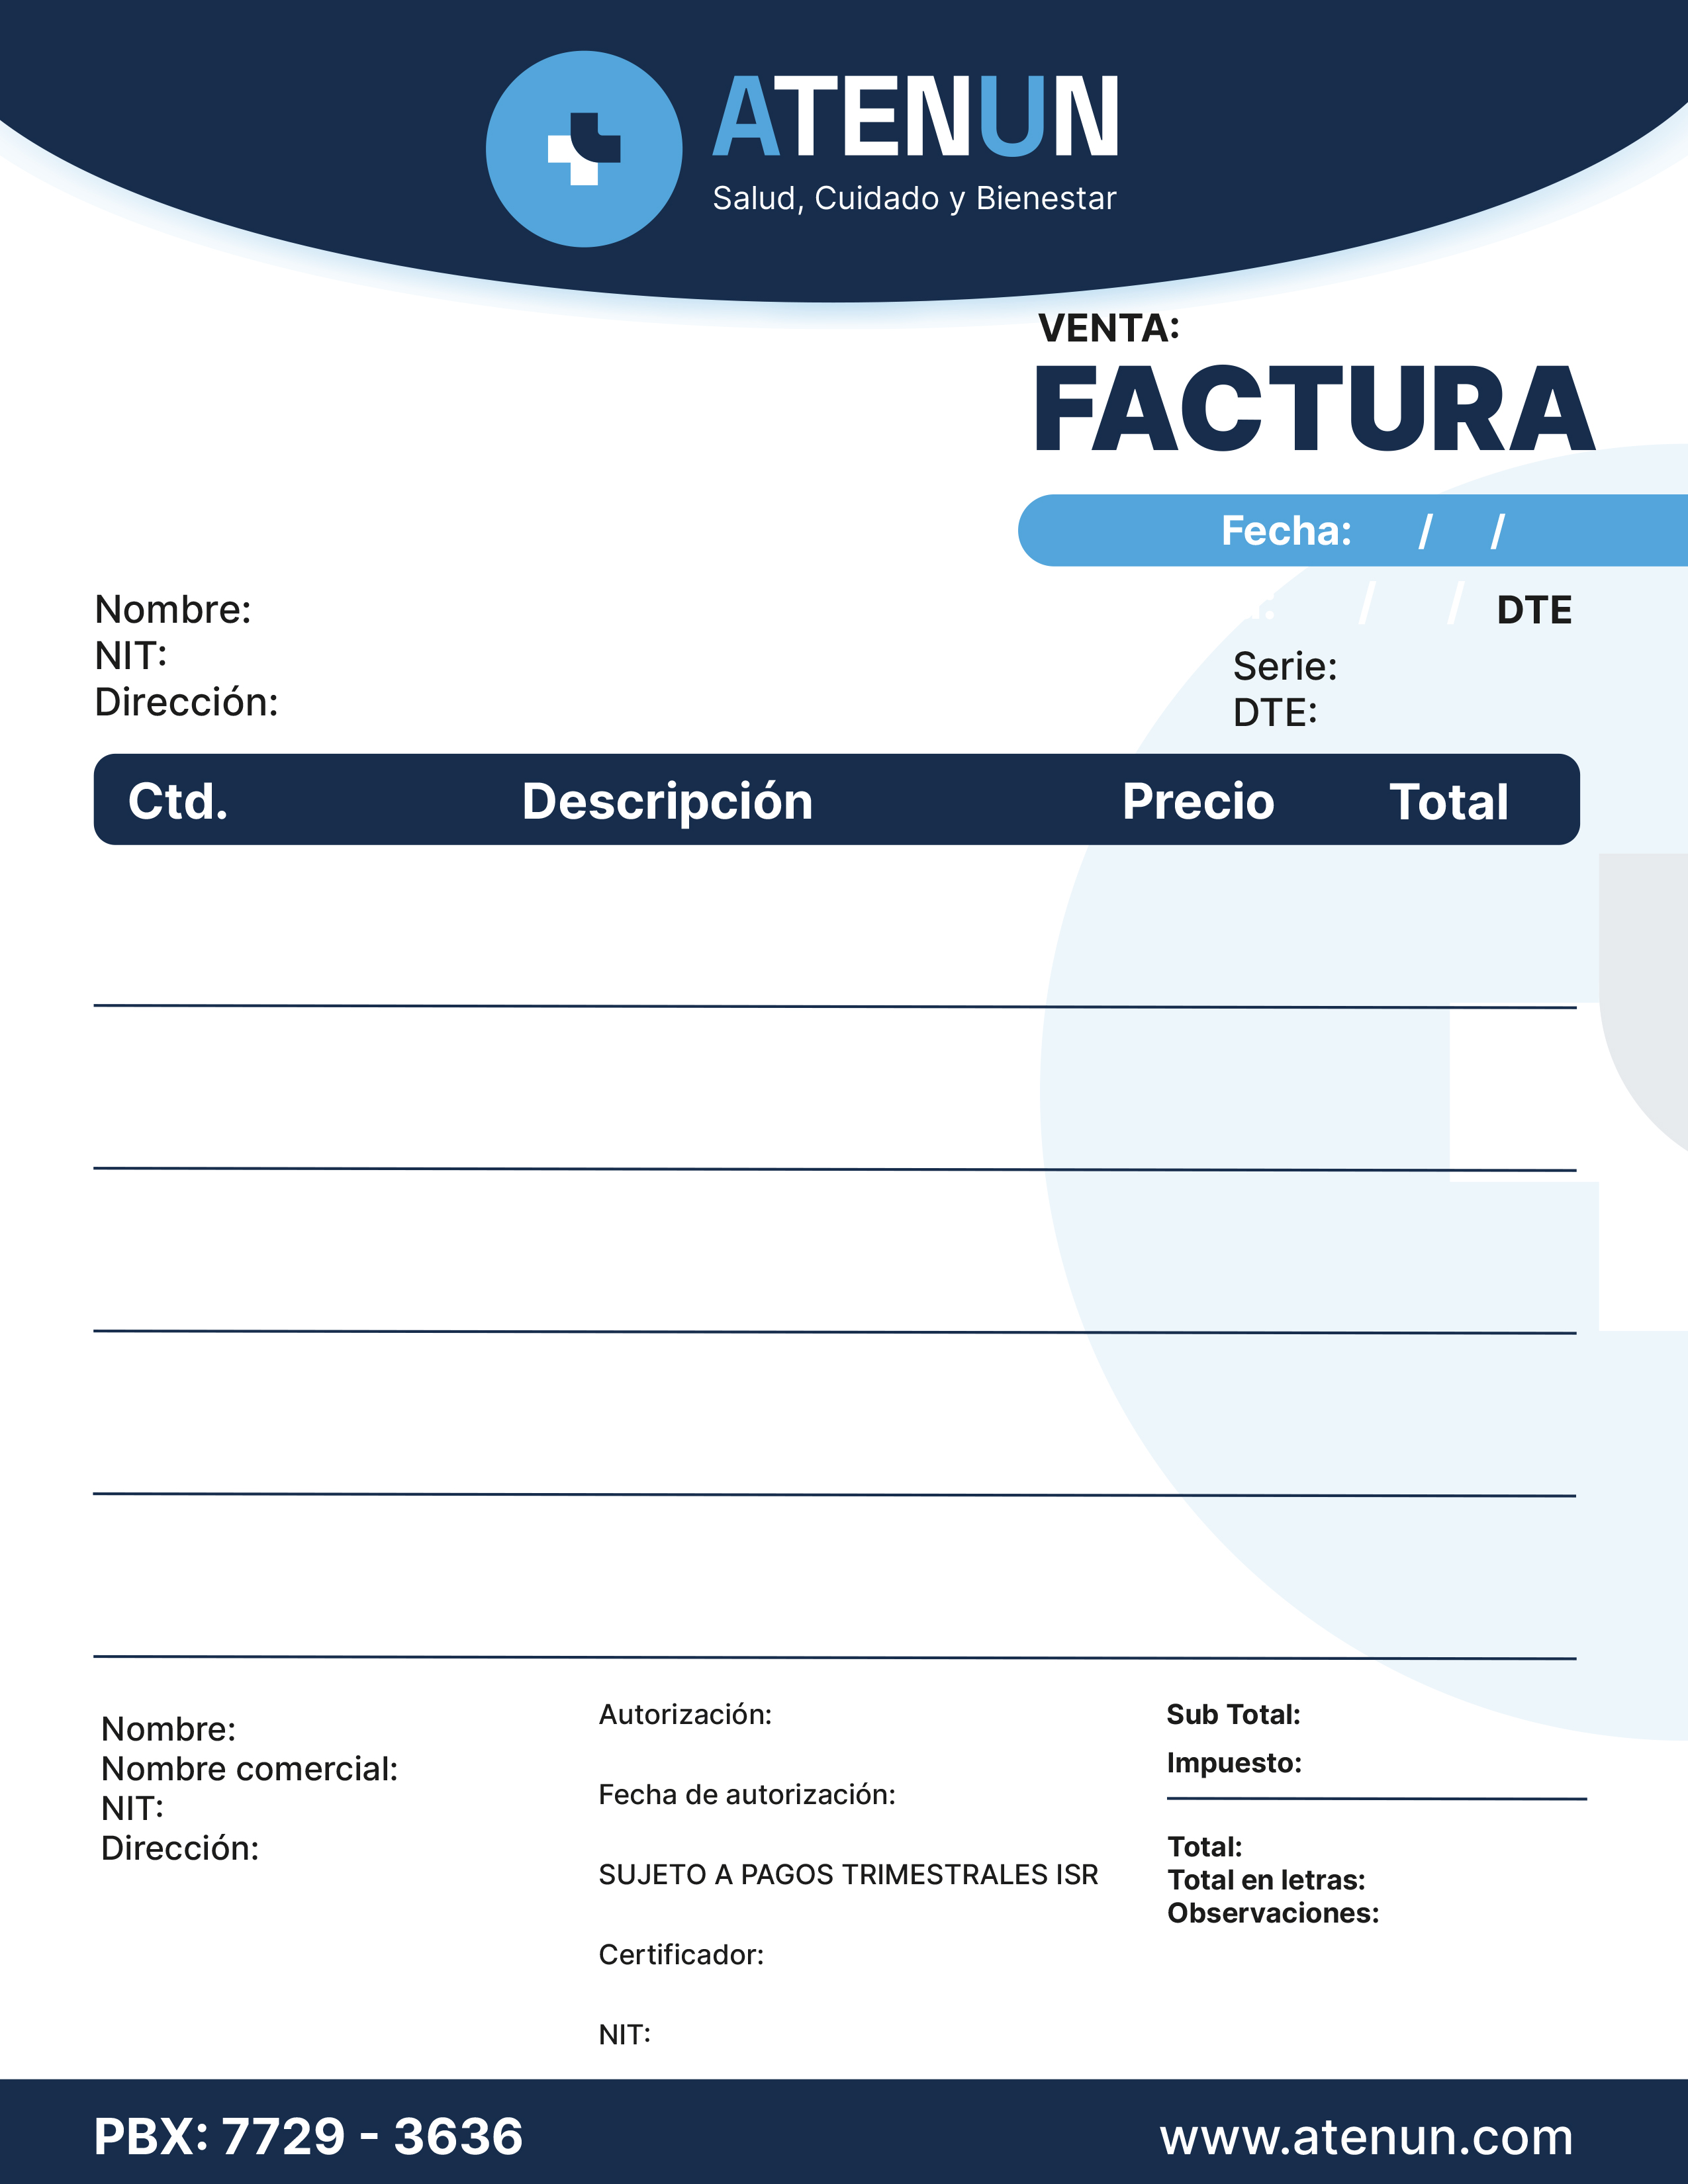 ATENUN
Salud, Cuidado y Bienestar
VENTA:
FACTURA
Fecha: / /
: / / DTE
Nombre:
NIT:
Dirección:
Serie:
DTE:
Ctd. Descripción Precio Total
Nombre:
Nombre comercial:
NIT:
Dirección:
Autorización:
Fecha de autorización:
SUJETO A PAGOS TRIMESTRALES ISR
Certificador:
NIT:
Sub Total:
Impuesto:
Total:
Total en letras:
Observaciones:
PBX: 7729 - 3636
www.atenun.com